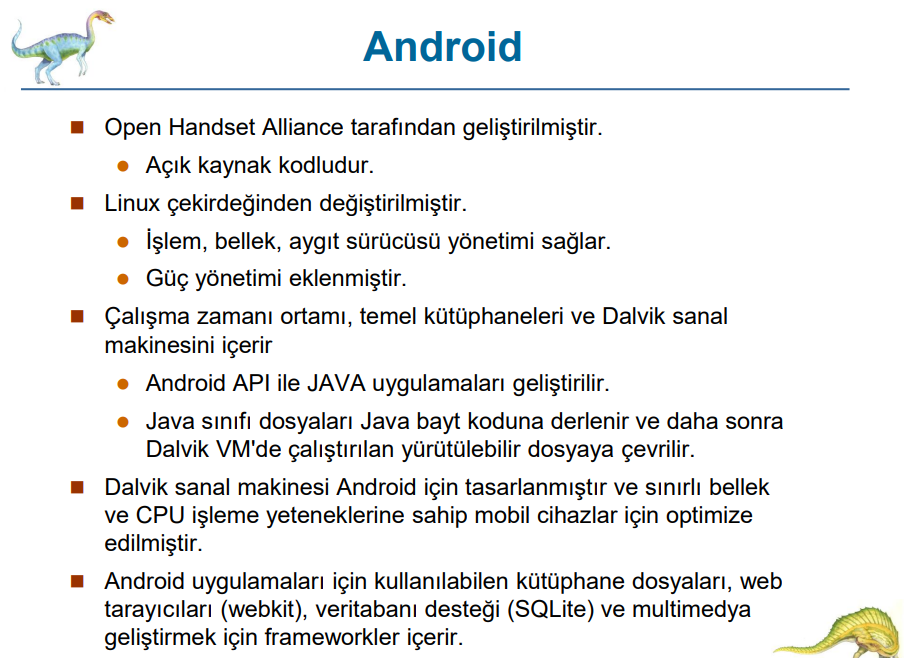 Android
Open Handset Alliance tarafından geliştirilmiştir.
Açık kaynak kodludur.
Linux çekirdeğinden değiştirilmiştir.
İşlem, bellek, aygıt sürücüsü yönetimi sağlar.
Güç yönetimi eklenmiştir.
Çalışma zamanı ortamı, temel kütüphaneleri ve Dalvik sanal
makinesini içerir
Android API ile JAVA uygulamaları geliştirilir.
Java sınıfı dosyaları Java bayt koduna derlenir ve daha sonra
Dalvik VM'de çalıştırılan yürütülebilir dosyaya çevrilir.
Dalvik sanal makinesi Android için tasarlanmıştır ve sınırlı bellek
ve CPU işleme yeteneklerine sahip mobil cihazlar için optimize
edilmiştir.
Android uygulamaları için kullanılabilen kütüphane dosyaları, web
tarayıcıları (webkit), veritabanı desteği (SQLite) ve multimedya
geliştirmek için frameworkler içerir.